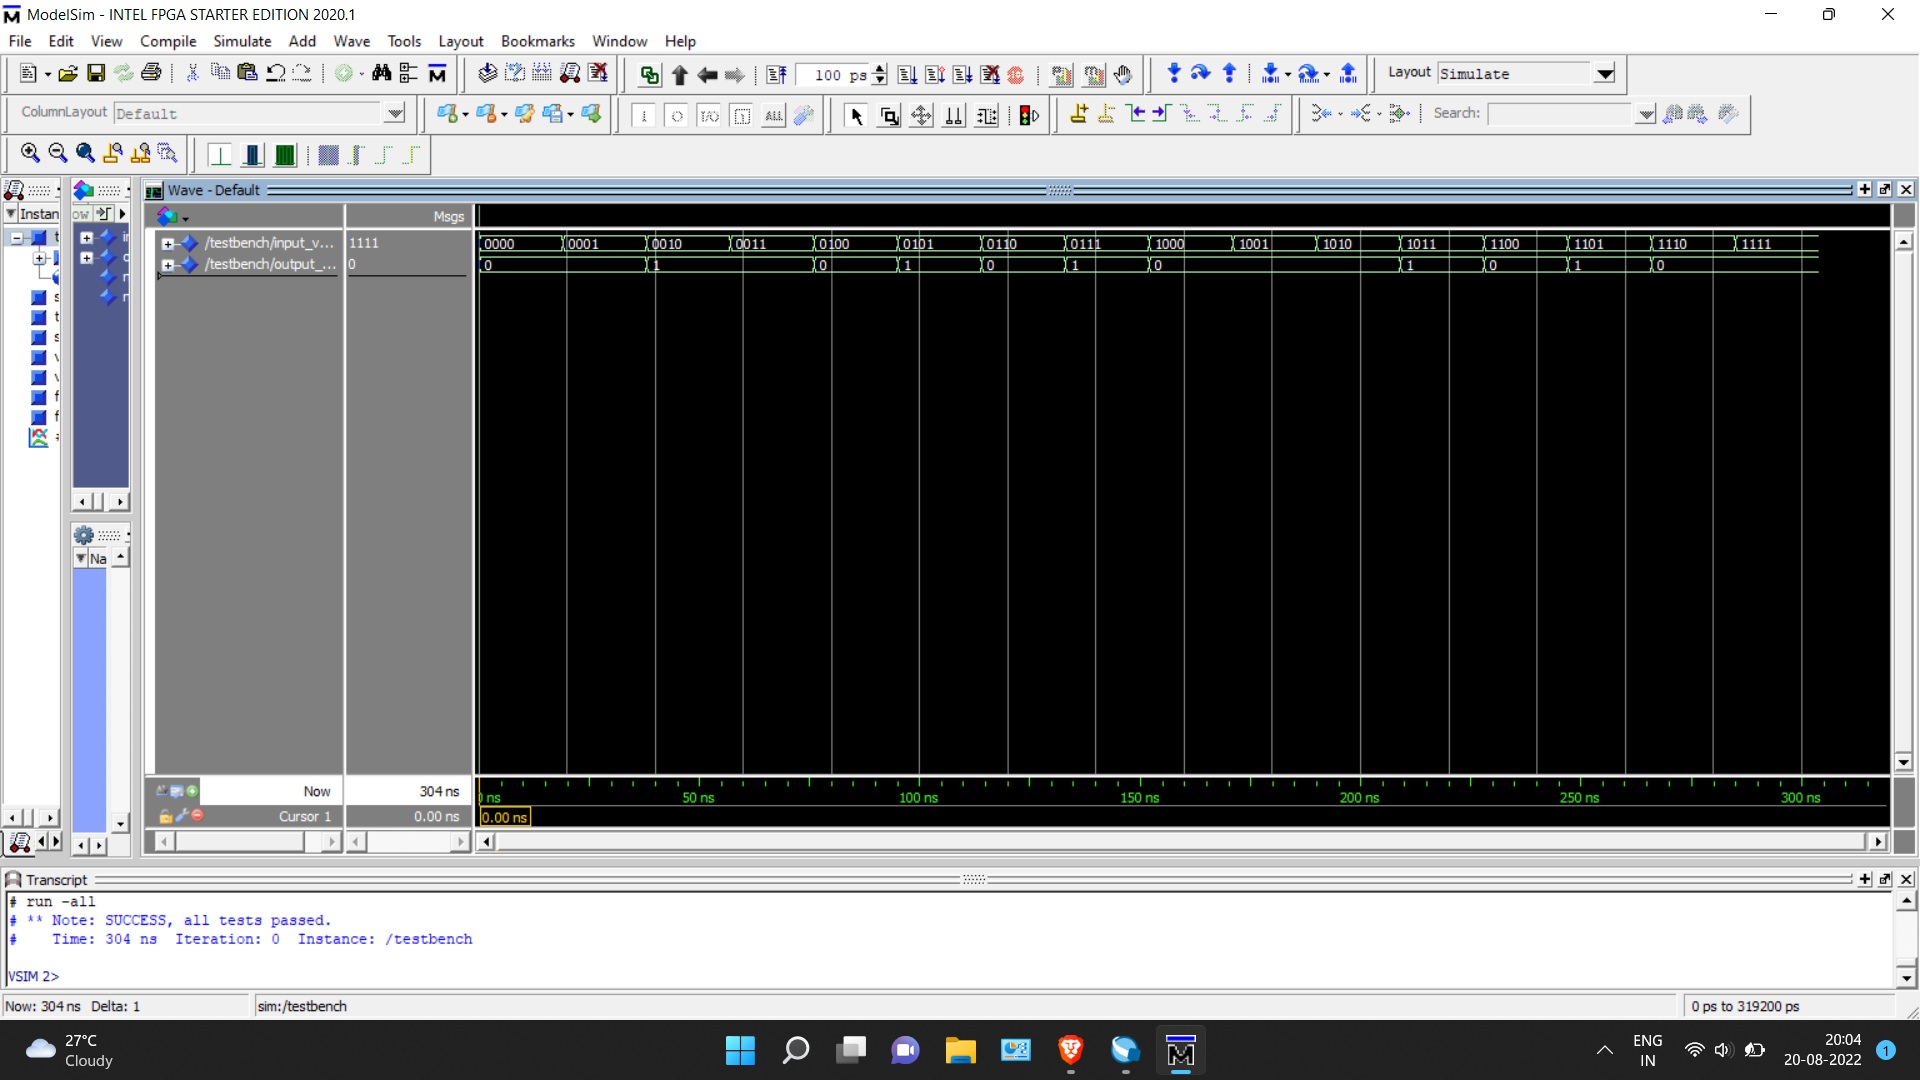 ModelSim - INTEL FPGA STARTER EDITION 2020.1
File Edit View Compile Simulate Add Wave Tools Layout Bookmarks Window Help
100 ps
Layout Simulate
ColumnLayout Default
ALL
Search:
Wave - Default
Instan
Msgs
/testbench/input_v... 1111
0000 0001 0010 0011 0100 0101 0110 0111 1000 1001 1010 1011 1100 1101 1110 1111
/testbench/output_... 0
0 1 0 1 0 1 0 1 0 1 0
Na
Now 304 ns
50 ns 100 ns 150 ns 200 ns 250 ns 300 ns
Cursor 1 0.00 ns
0.00 ns
Transcript
# run -all
# ** Note: SUCCESS, all tests passed.
# Time: 304 ns Iteration: 0 Instance: /testbench
VSIM 2>
Now: 304 ns Delta: 1
sim:/testbench
0 ps to 319200 ps
27°C
Cloudy
ENG
IN
20:04
20-08-2022
1